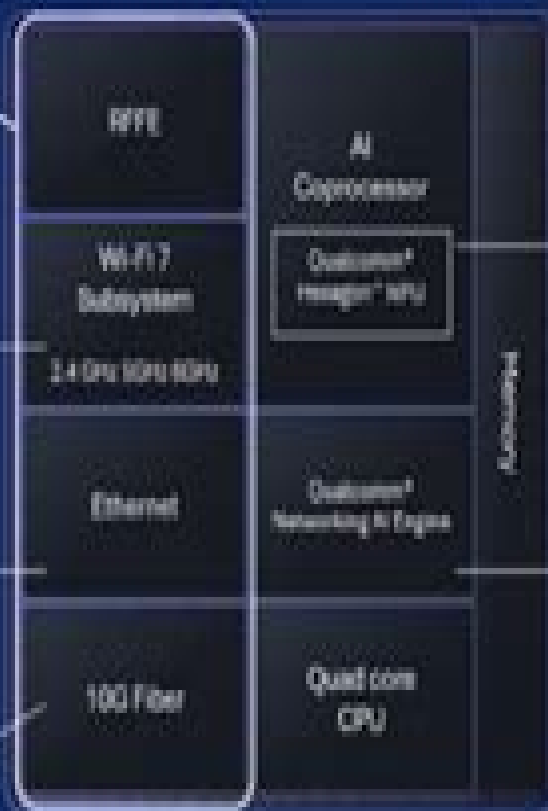 RFFE
Wi-Fi 7
Subsystem
2.4 GHz 5GHz 6GHz
Ethernet
10G Fiber
AI
Coprocessor
Qualcomm®
Hexagon™ NPU
Qualcomm®
Networking AI Engine
Quad core
CPU
Memory